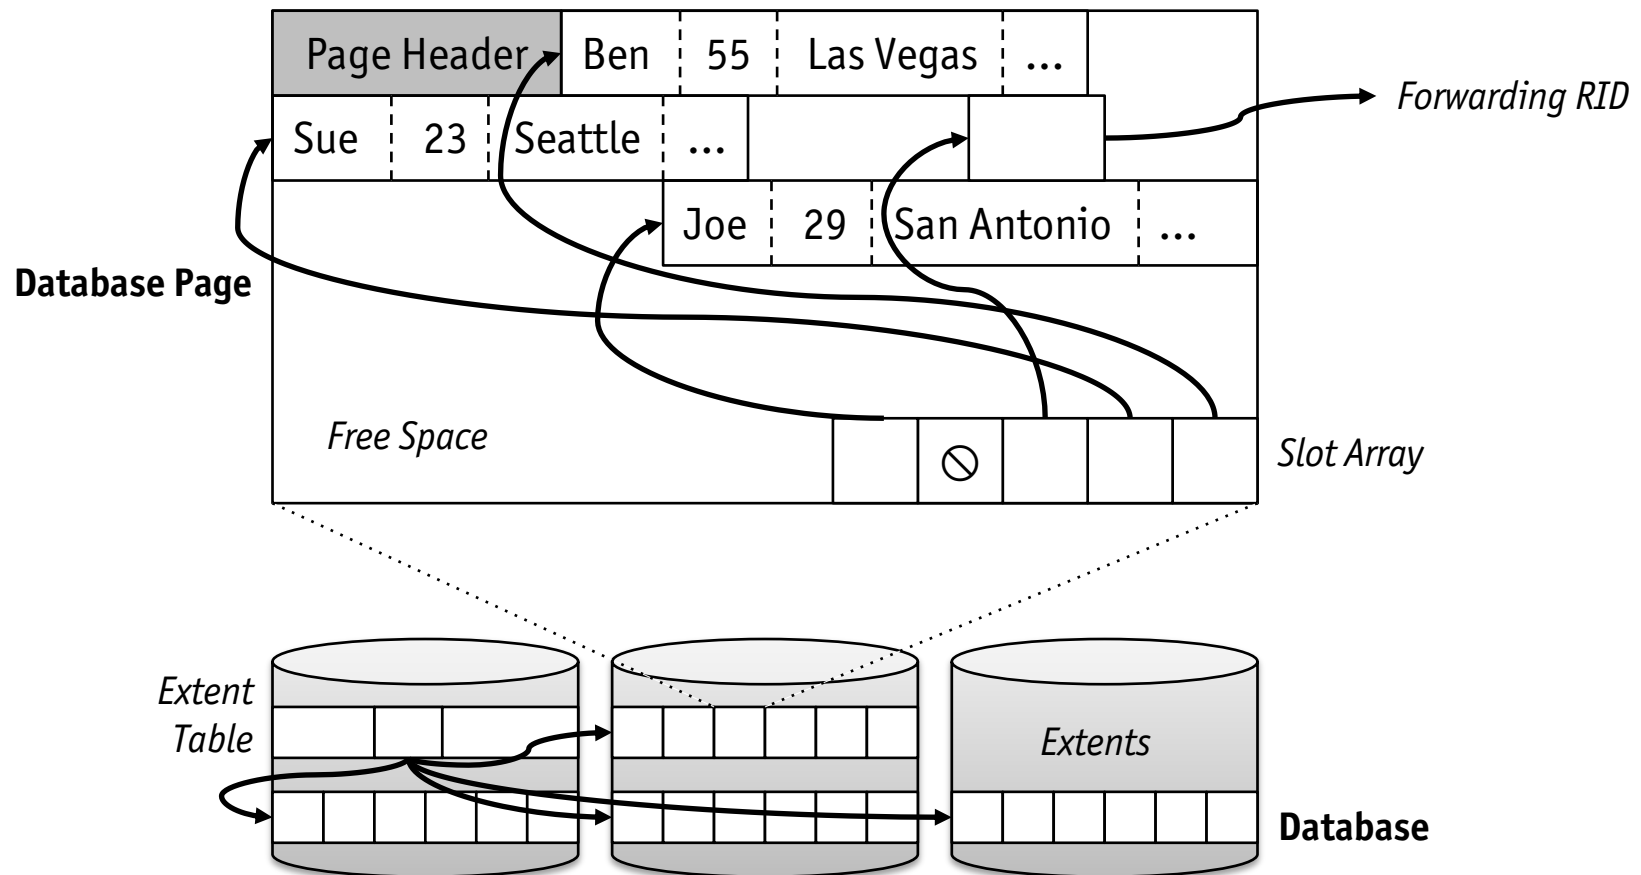 Page Header Ben 55 Las Vegas ...
Forwarding RID
Sue 23 Seattle ...
Joe 29 San Antonio ...
Database Page
Free Space
Slot Array
Extent
Table
Extents
Database